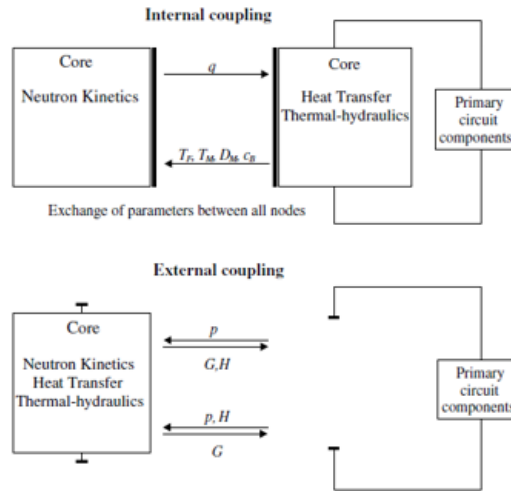 Internal coupling
Core
Neutron Kinetics
q
T_F, T_M, D_M, c_B
Core
Heat Transfer
Thermal-hydraulics
Primary
circuit
components
Exchange of parameters between all nodes
External coupling
Core
Neutron Kinetics
Heat Transfer
Thermal-hydraulics
p
G,H
p, H
G
Primary
circuit
components